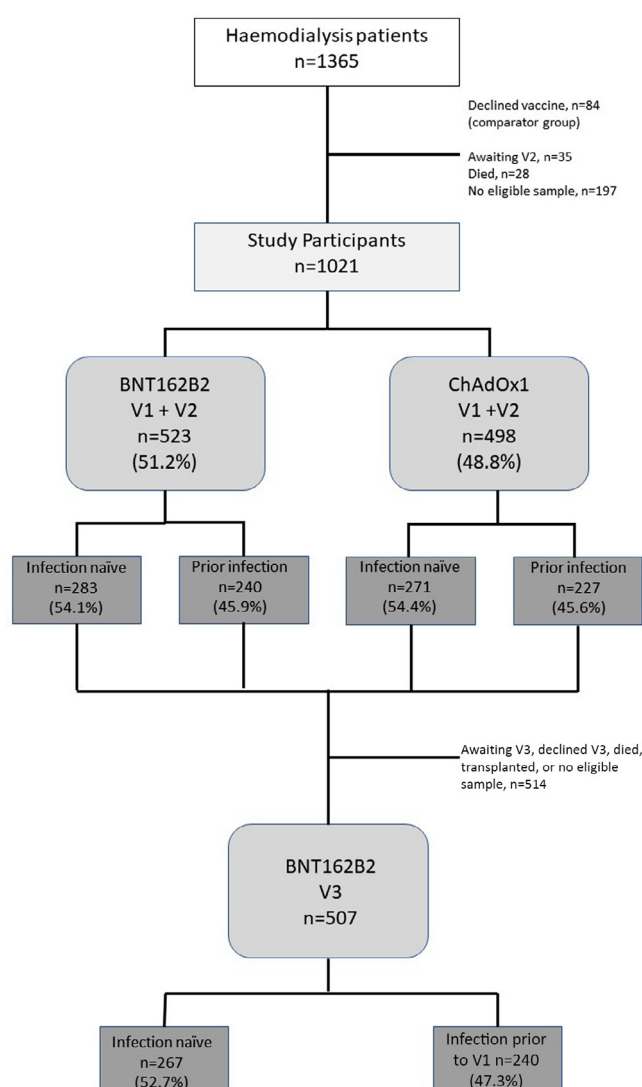 Haemodialysis patients
n=1365
Declined vaccine, n=84
(comparator group)
Awaiting V2, n=35
Died, n=28
No eligible sample, n=197
Study Participants
n=1021
BNT162B2
V1 + V2
n=523
(51.2%)
ChAdOx1
V1 +V2
n=498
(48.8%)
Infection naïve
n=283
(54.1%)
Prior infection
n=240
(45.9%)
Infection naïve
n=271
(54.4%)
Prior infection
n=227
(45.6%)
Awaiting V3, declined V3, died,
transplanted, or no eligible
sample, n=514
BNT162B2
V3
n=507
Infection naïve
n=267
(52.7%)
Infection prior
to V1 n=240
(47.3%)